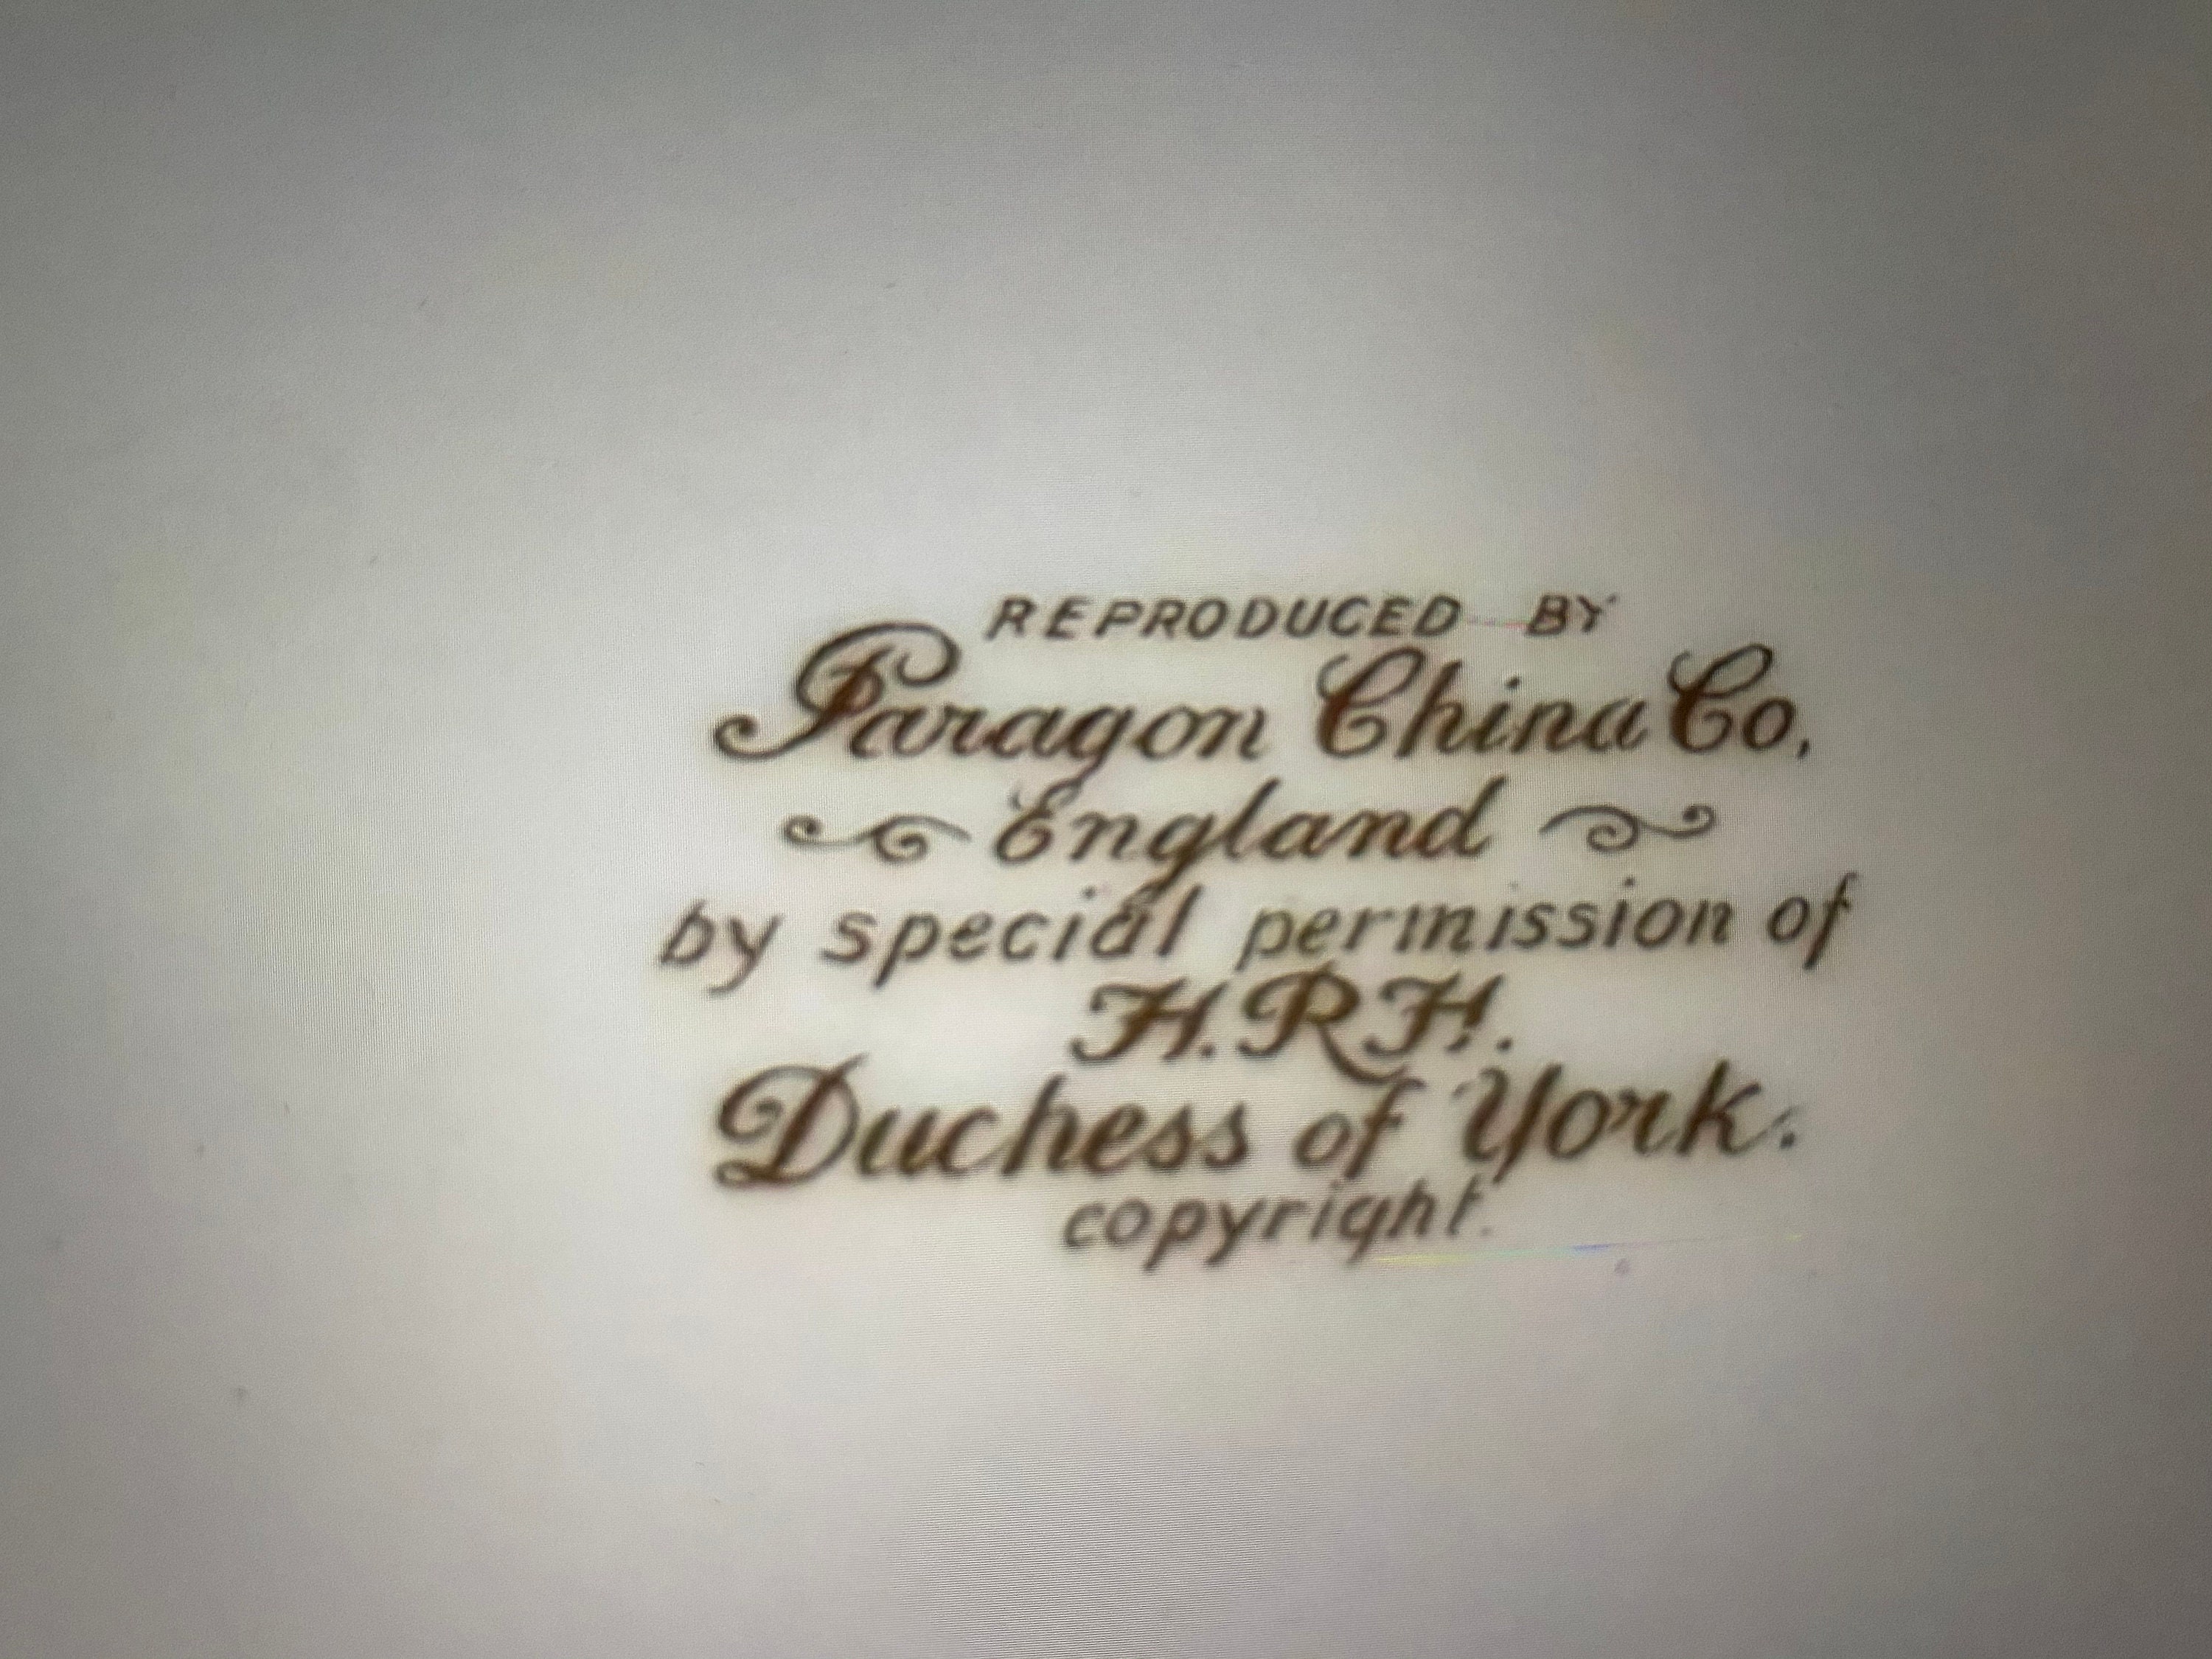 REPRODUCED BY
Paragon China Co,
England
by special permission of
H.R.H.
Duchess of York.
copyright.